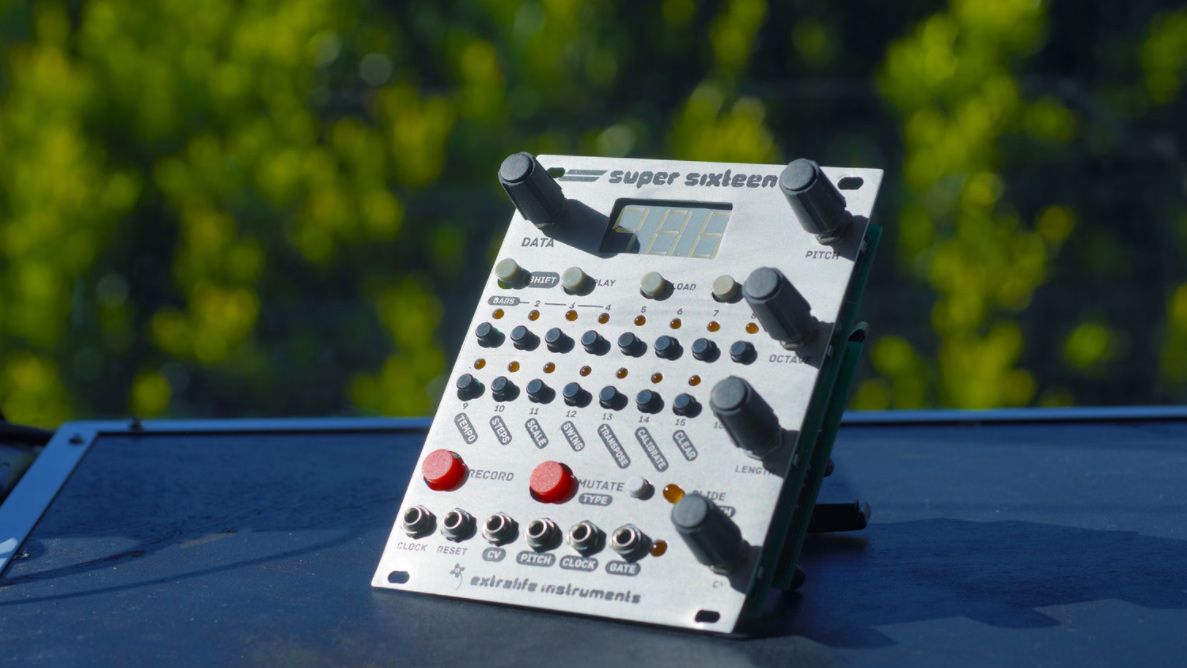 super sixteen
DATA
PITCH
SHIFT
PLAY
LOAD
BARS 2 3 4 5 6 7 8
OCTAVE
9 10 11 12 13 14 15
TEMPO STEPS SCALE SWING TRANSPOSE CALIBRATE CLEAR
LENGTH
RECORD
MUTATE
TYPE
CLOCK RESET CV PITCH CLOCK GATE
extralife instruments